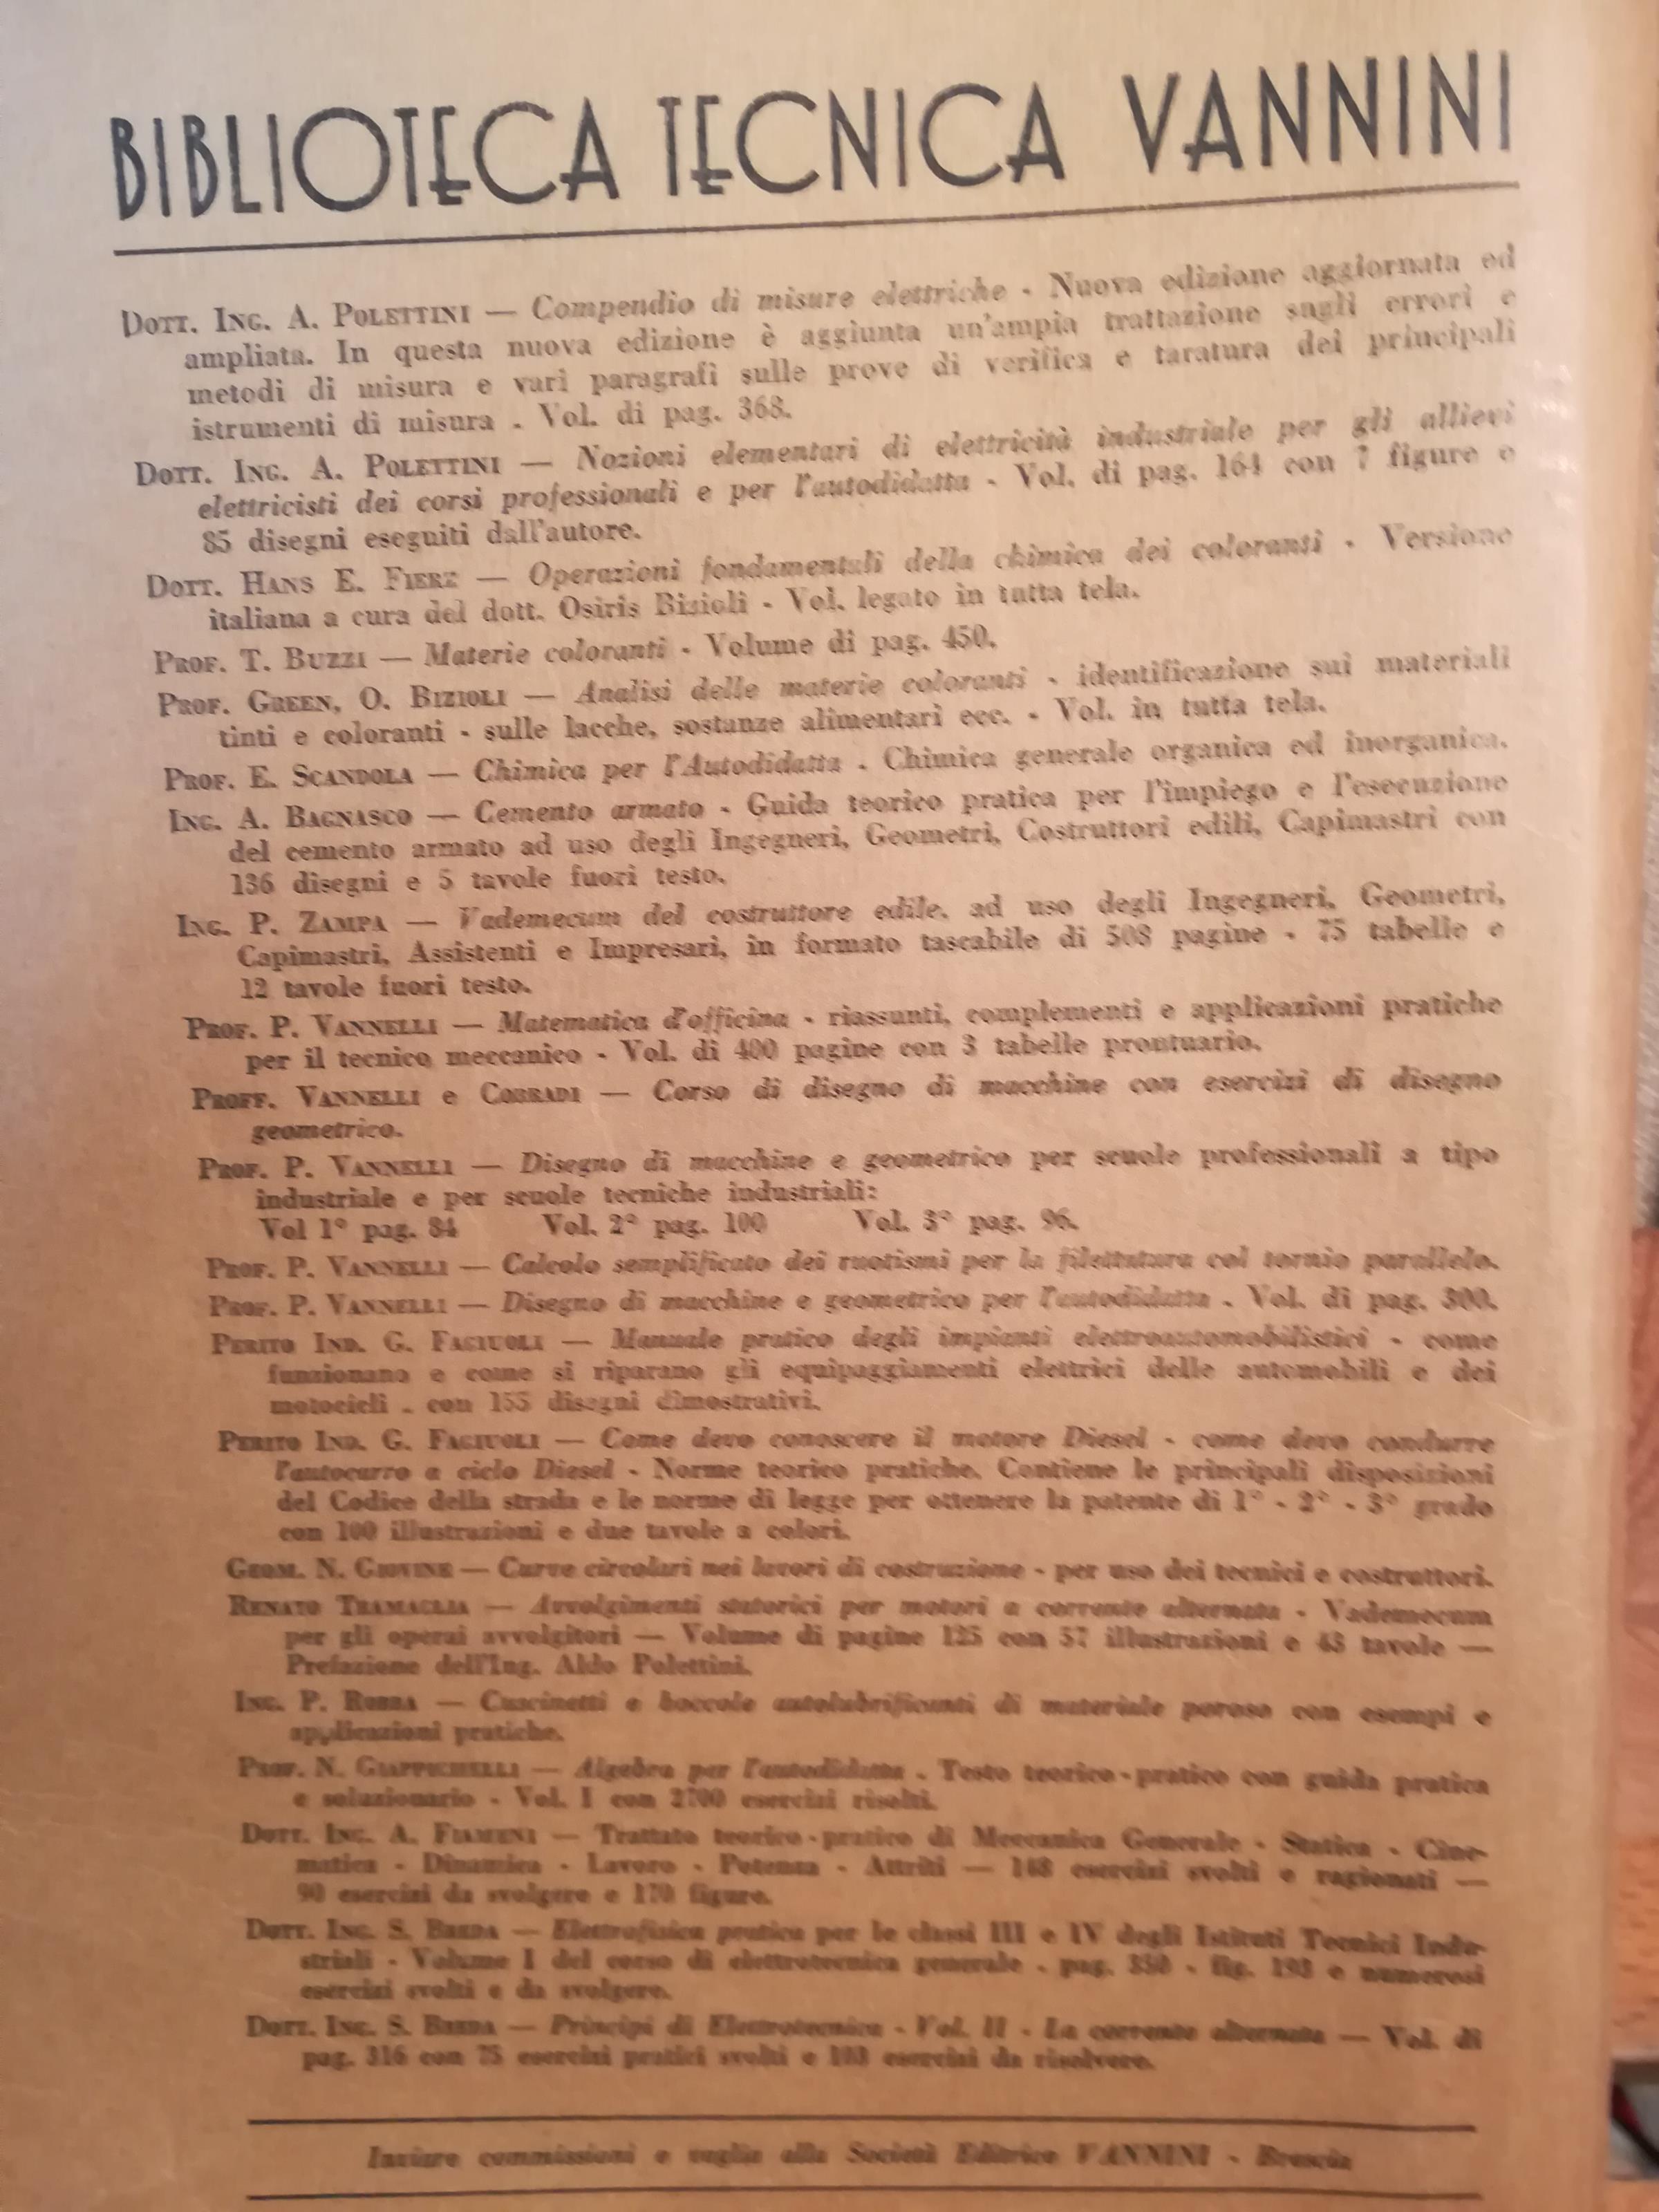 BIBLIOTECA TECNICA VANNINI
Dott. Ing. A. Polettini — Compendio di misure elettriche - Nuova edizione aggiornata ed
ampliata. In questa nuova edizione è aggiunta un'ampia trattazione sugli errori e
metodi di misura e vari paragrafi sulle prove di verifica e taratura dei principali
istrumenti di misura . Vol. di pag. 368.
Dott. Ing. A. Polettini — Nozioni elementari di elettricità industriale per gli allievi
elettricisti dei corsi professionali e per l'autodidatta - Vol. di pag. 164 con 7 figure e
85 disegni eseguiti dall'autore.
Dott. Hans E. Fierz — Operazioni fondamentali della chimica dei coloranti - Versione
italiana a cura del dott. Osiris Bizioli - Vol. legato in tutta tela.
Prof. T. Buzzi — Materie coloranti - Volume di pag. 450.
Prof. Green, O. Bizioli — Analisi delle materie coloranti - identificazione sui materiali
tinti e coloranti - sulle lacche, sostanze alimentari ecc. - Vol. in tutta tela.
Prof. E. Scandola — Chimica per l'Autodidatta . Chimica generale organica ed inorganica.
Ing. A. Bagnasco — Cemento armato - Guida teorico pratica per l'impiego e l'esecuzione
del cemento armato ad uso degli Ingegneri, Geometri, Costruttori edili, Capimastri con
136 disegni e 5 tavole fuori testo.
Ing. P. Zampa — Vademecum del costruttore edile. ad uso degli Ingegneri, Geometri,
Capimastri, Assistenti e Impresari, in formato tascabile di 508 pagine - 75 tabelle e
12 tavole fuori testo.
Prof. P. Vannelli — Matematica d'officina - riassunti, complementi e applicazioni pratiche
per il tecnico meccanico - Vol. di 400 pagine con 3 tabelle prontuario.
Proff. Vannelli e Corradi — Corso di disegno di macchine con esercizi di disegno
geometrico.
Prof. P. Vannelli — Disegno di macchine e geometrico per scuole professionali a tipo
industriale e per scuole tecniche industriali:
Vol 1° pag. 84 Vol. 2° pag. 100 Vol. 3° pag. 96.
Prof. P. Vannelli — Calcolo semplificato dei ruotismi per la filettatura col tornio parallelo.
Prof. P. Vannelli — Disegno di macchine e geometrico per l'autodidatta . Vol. di pag. 300.
Perito Ind. G. Fagiuoli — Manuale pratico degli impianti elettroautomobilistici - come
funzionano e come si riparano gli equipaggiamenti elettrici delle automobili e dei
motocicli . con 155 disegni dimostrativi.
Perito Ind. G. Fagiuoli — Come devo conoscere il motore Diesel - come devo condurre
l'autocarro a ciclo Diesel - Norme teorico pratiche. Contiene le principali disposizioni
del Codice della strada e le norme di legge per ottenere la patente di 1° - 2° - 3° grado
con 100 illustrazioni e due tavole a colori.
Geom. N. Giovine — Curve circolari nei lavori di costruzione - per uso dei tecnici e costruttori.
Renato Tramaglia — Avvolgimenti statorici per motori a corrente alternata - Vademecum
per gli operai avvolgitori — Volume di pagine 125 con 57 illustrazioni e 43 tavole —
Prefazione dell'Ing. Aldo Polettini.
Ing. P. — Cuscinetti e boccole autolubrificanti di materiale poroso con esempi e
applicazioni pratiche.
Prof. N. Giappichelli — Algebra per l'autodidatta . Testo teorico-pratico con guida pratica
e soluzionario - Vol. I con 2700 esercizi risolti.
Dott. Ing. A. Fiameni — Trattato teorico-pratico di Meccanica Generale - Statica - Cine-
matica - Dinamica - Lavoro - Potenza - Attriti — 148 esercizi svolti e ragionati —
90 esercizi da svolgere e 170 figure.
Dott. Ing. S. Breda — Elettrofisica pratica per le classi III e IV degli Istituti Tecnici Indu-
striali - Volume I del corso di elettrotecnica generale . pag. 350 - fig. 193 e numerosi
esercizi svolti e da svolgere.
Dott. Ing. S. Breda — Principi di Elettrotecnica - Vol. II - La corrente alternata — Vol. di
pag. 316 con 75 esercizi pratici svolti e 103 esercizi da risolvere.
Inviare commissioni e vaglia alla Società Editrice VANNINI - Brescia